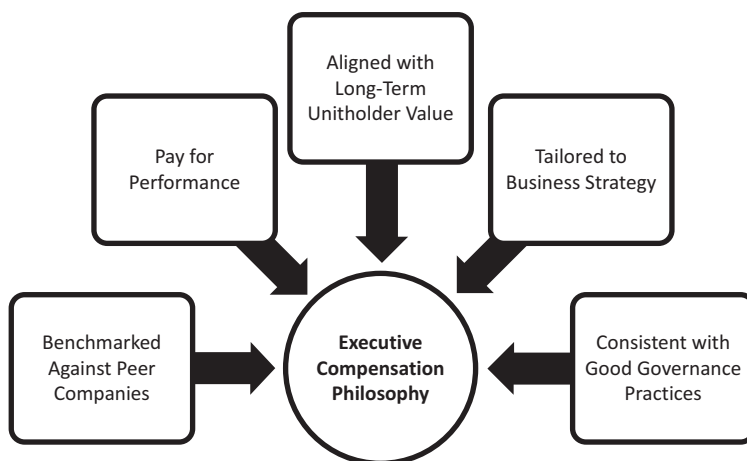 Aligned with
Long-Term
Unitholder Value
Pay for
Performance
Tailored to
Business Strategy
Benchmarked
Against Peer
Companies
Executive
Compensation
Philosophy
Consistent with
Good Governance
Practices